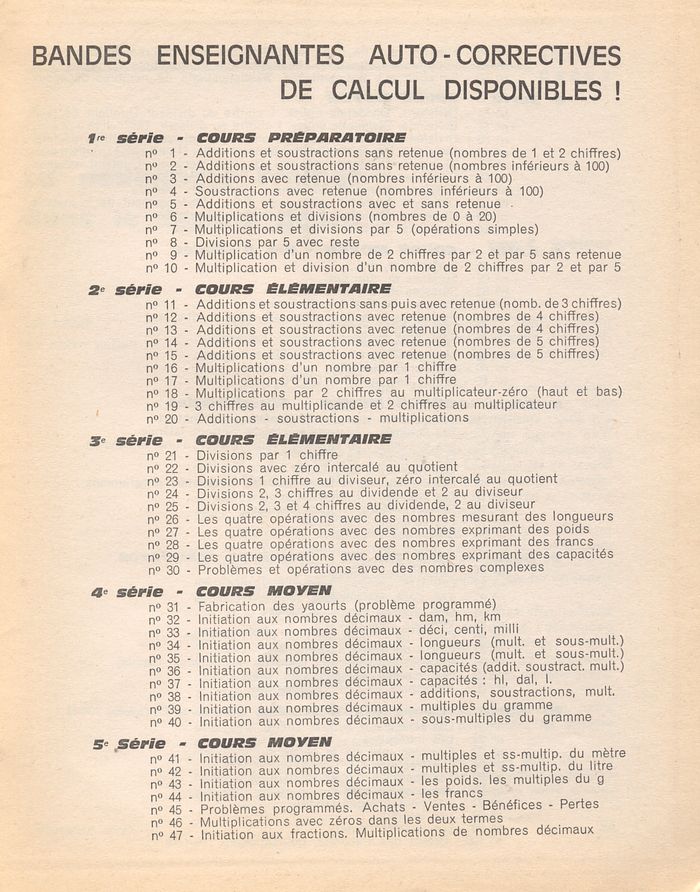 BANDES ENSEIGNANTES AUTO-CORRECTIVES
DE CALCUL DISPONIBLES !
1re série - COURS PRÉPARATOIRE
nº 1 - Additions et soustractions sans retenue (nombres de 1 et 2 chiffres)
nº 2 - Additions et soustractions sans retenue (nombres inférieurs à 100)
nº 3 - Additions avec retenue (nombres inférieurs à 100)
nº 4 - Soustractions avec retenue (nombres inférieurs à 100)
nº 5 - Additions et soustractions avec et sans retenue
nº 6 - Multiplications et divisions (nombres de 0 à 20)
nº 7 - Multiplications et divisions par 5 (opérations simples)
nº 8 - Divisions par 5 avec reste
nº 9 - Multiplication d'un nombre de 2 chiffres par 2 et par 5 sans retenue
nº 10 - Multiplication et division d'un nombre de 2 chiffres par 2 et par 5
2e série - COURS ÉLÉMENTAIRE
nº 11 - Additions et soustractions sans puis avec retenue (nomb. de 3 chiffres)
nº 12 - Additions et soustractions avec retenue (nombres de 4 chiffres)
nº 13 - Additions et soustractions avec retenue (nombres de 4 chiffres)
nº 14 - Additions et soustractions avec retenue (nombres de 5 chiffres)
nº 15 - Additions et soustractions avec retenue (nombres de 5 chiffres)
nº 16 - Multiplications d'un nombre par 1 chiffre
nº 17 - Multiplications d'un nombre par 1 chiffre
nº 18 - Multiplications par 2 chiffres au multiplicateur-zéro (haut et bas)
nº 19 - 3 chiffres au multiplicande et 2 chiffres au multiplicateur
nº 20 - Additions - soustractions - multiplications
3e série - COURS ÉLÉMENTAIRE
nº 21 - Divisions par 1 chiffre
nº 22 - Divisions avec zéro intercalé au quotient
nº 23 - Divisions 1 chiffre au diviseur, zéro intercalé au quotient
nº 24 - Divisions 2, 3 chiffres au dividende et 2 au diviseur
nº 25 - Divisions 2, 3 et 4 chiffres au dividende, 2 au diviseur
nº 26 - Les quatre opérations avec des nombres mesurant des longueurs
nº 27 - Les quatre opérations avec des nombres exprimant des poids
nº 28 - Les quatre opérations avec des nombres exprimant des francs
nº 29 - Les quatre opérations avec des nombres exprimant des capacités
nº 30 - Problèmes et opérations avec des nombres complexes
4e série - COURS MOYEN
nº 31 - Fabrication des yaourts (problème programmé)
nº 32 - Initiation aux nombres décimaux - dam, hm, km
nº 33 - Initiation aux nombres décimaux - déci, centi, milli
nº 34 - Initiation aux nombres décimaux - longueurs (mult. et sous-mult.)
nº 35 - Initiation aux nombres décimaux - longueurs (mult. et sous-mult.)
nº 36 - Initiation aux nombres décimaux - capacités (addit. soustract. mult.)
nº 37 - Initiation aux nombres décimaux - capacités : hl, dal, l.
nº 38 - Initiation aux nombres décimaux - additions, soustractions, mult.
nº 39 - Initiation aux nombres décimaux - multiples du gramme
nº 40 - Initiation aux nombres décimaux - sous-multiples du gramme
5e Série - COURS MOYEN
nº 41 - Initiation aux nombres décimaux - multiples et ss-multip. du mètre
nº 42 - Initiation aux nombres décimaux - multiples et ss-multip. du litre
nº 43 - Initiation aux nombres décimaux - les poids. les multiples du g
nº 44 - Initiation aux nombres décimaux - les francs
nº 45 - Problèmes programmés. Achats - Ventes - Bénéfices - Pertes
nº 46 - Multiplications avec zéros dans les deux termes
nº 47 - Initiation aux fractions. Multiplications de nombres décimaux